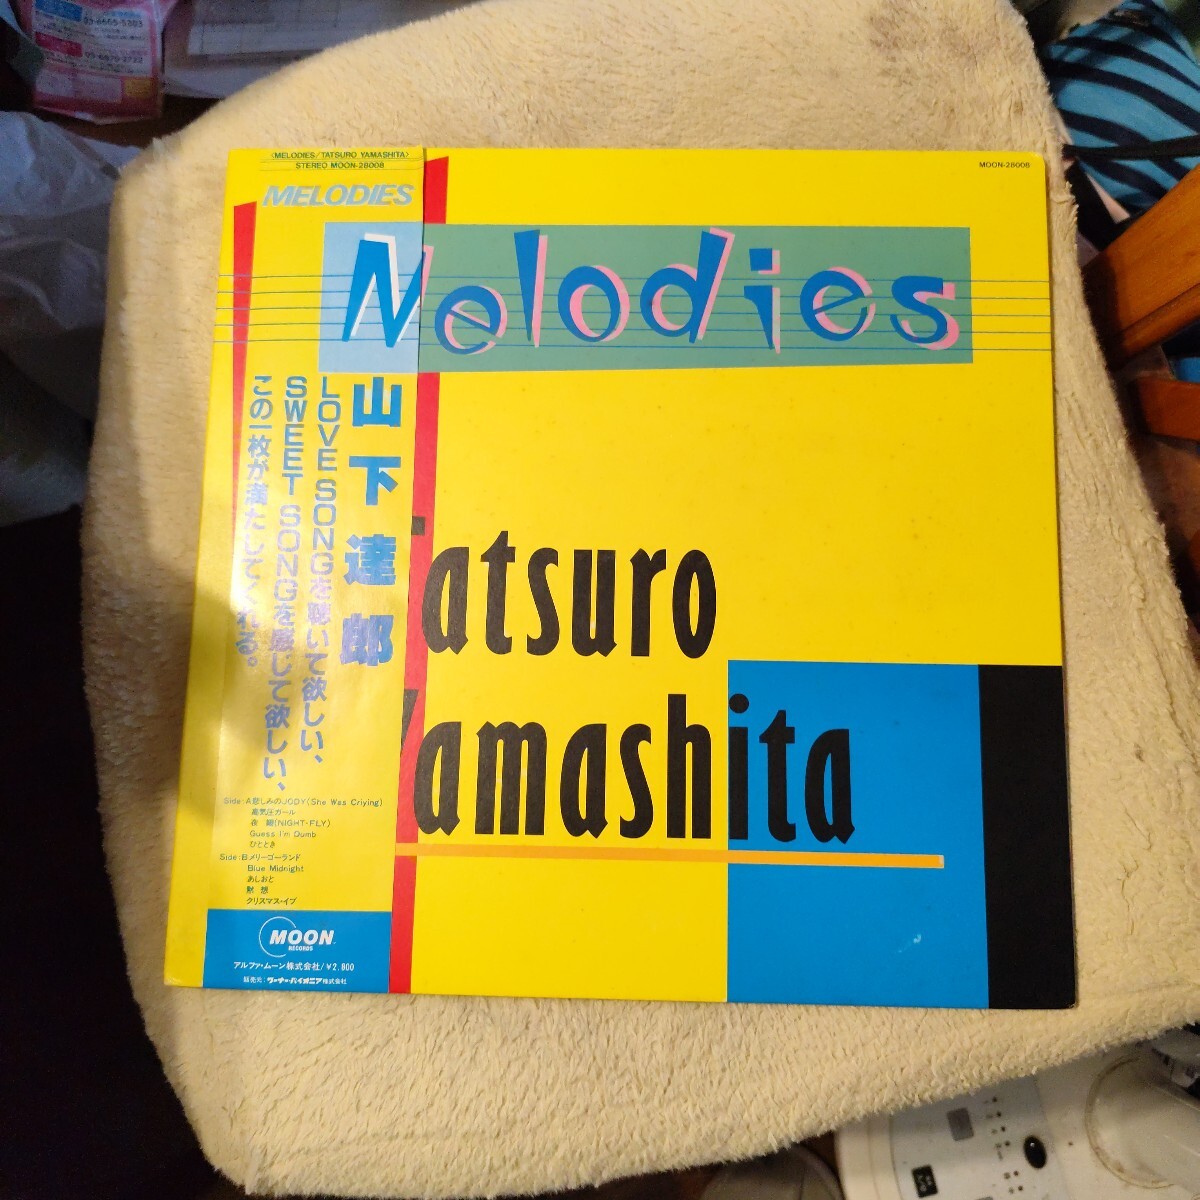 〈MELODIES/TATSURO YAMASHITA〉
STEREO MOON-28008
MELODIES
MOON-28008
Melodies
山下達郎
LOVE SONGを聴いて欲しい、
SWEET SONGを感じて欲しい、
この一枚が満たしてくれる。
Tatsuro
Yamashita
Side:A悲しみのJODY(She Was Criying)
高気圧ガール
夜翔(NIGHT-FLY)
Guess I'm Dumb
ひととき
Side:Bメリー・ゴー・ランド
Blue Midnight
あしおと
黙想
クリスマス・イブ
MOON
RECORDS
アルファ・ムーン株式会社/¥2,800
販売元:ワーナー・パイオニア株式会社